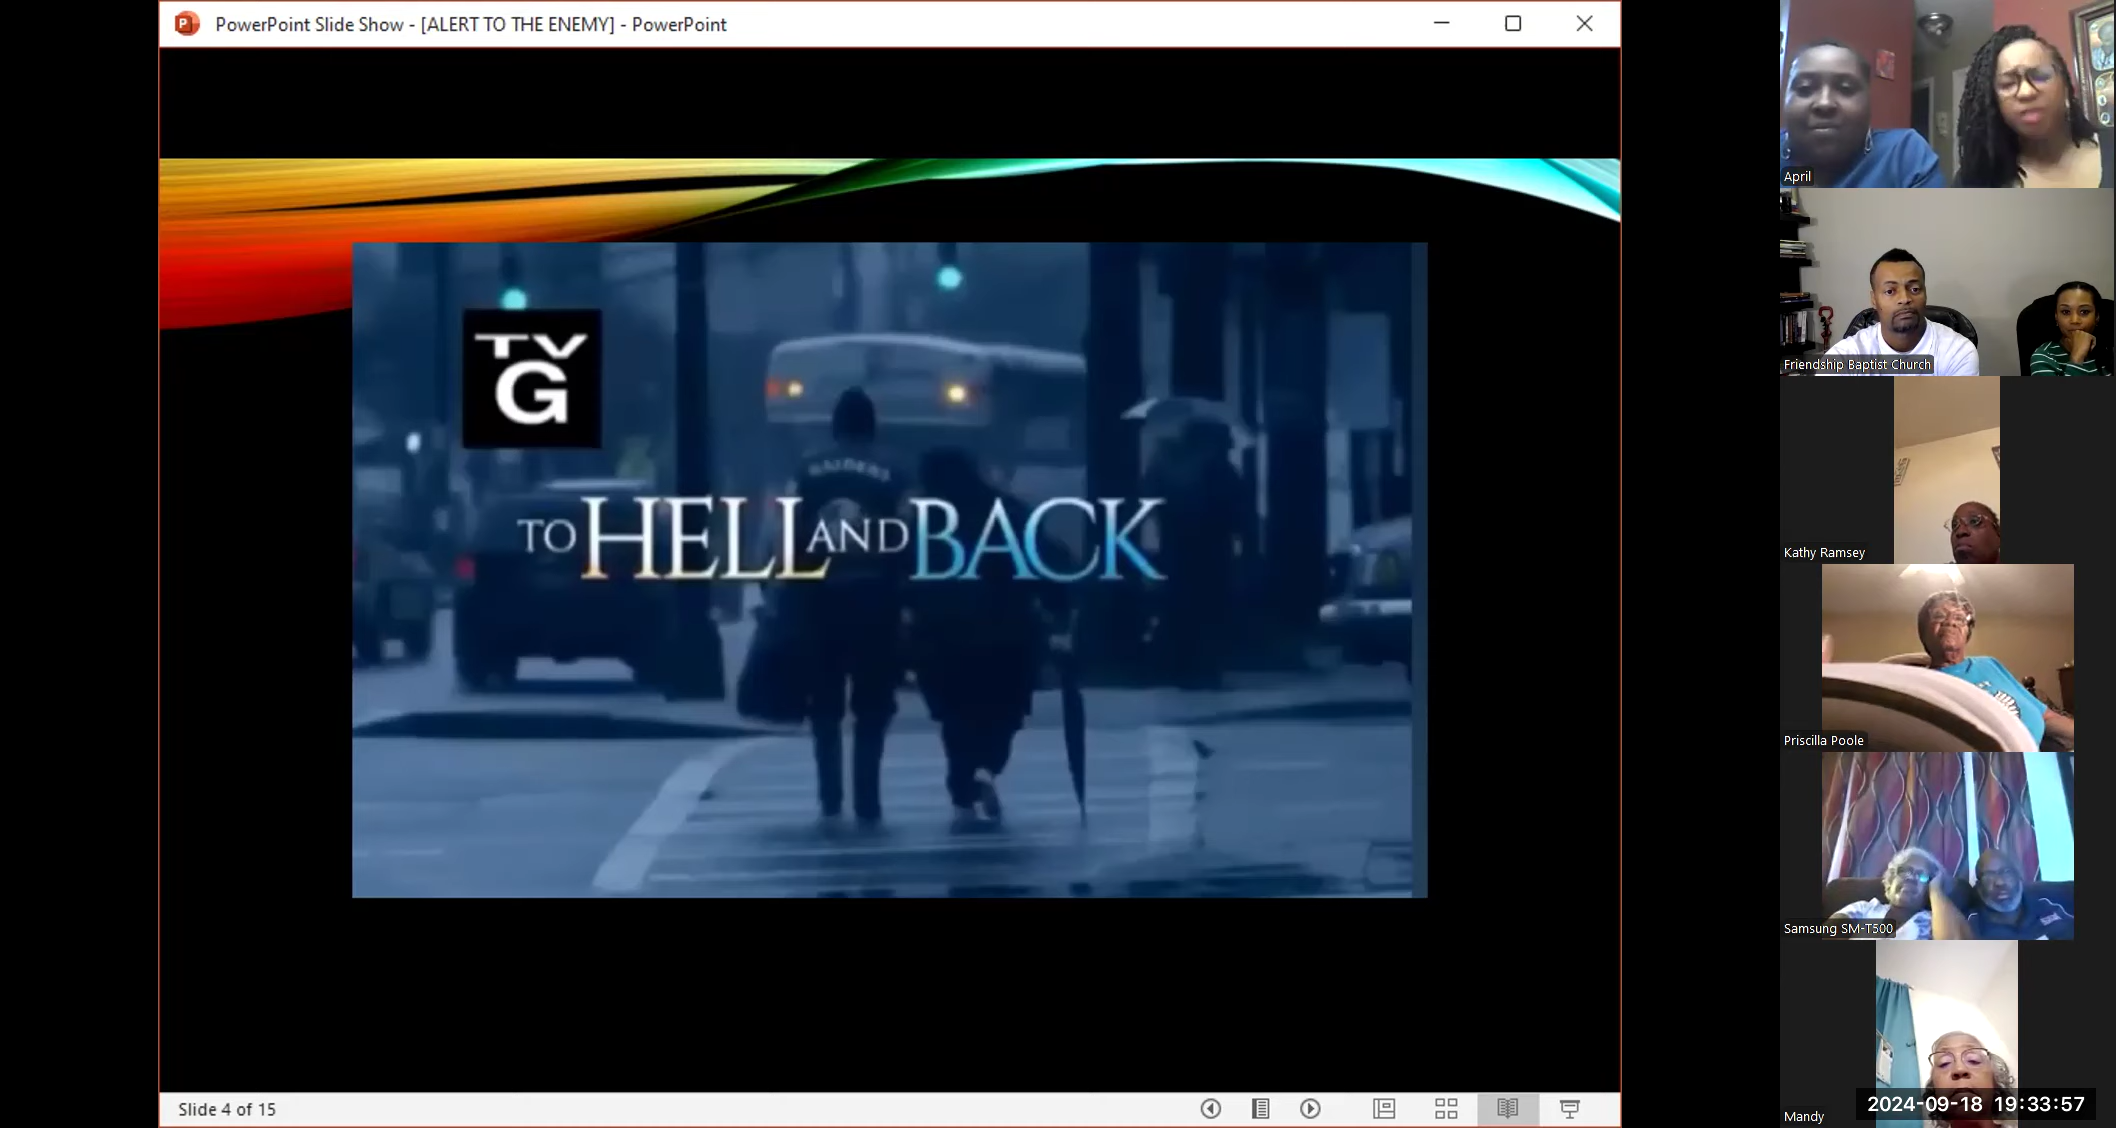 PowerPoint Slide Show - [ALERT TO THE ENEMY] - PowerPoint
TV
G
RAIDERS
TO HELL AND BACK
Slide 4 of 15
April
Friendship Baptist Church
Kathy Ramsey
Priscilla Poole
Samsung SM-T500
Mandy
2024-09-18 19:33:57